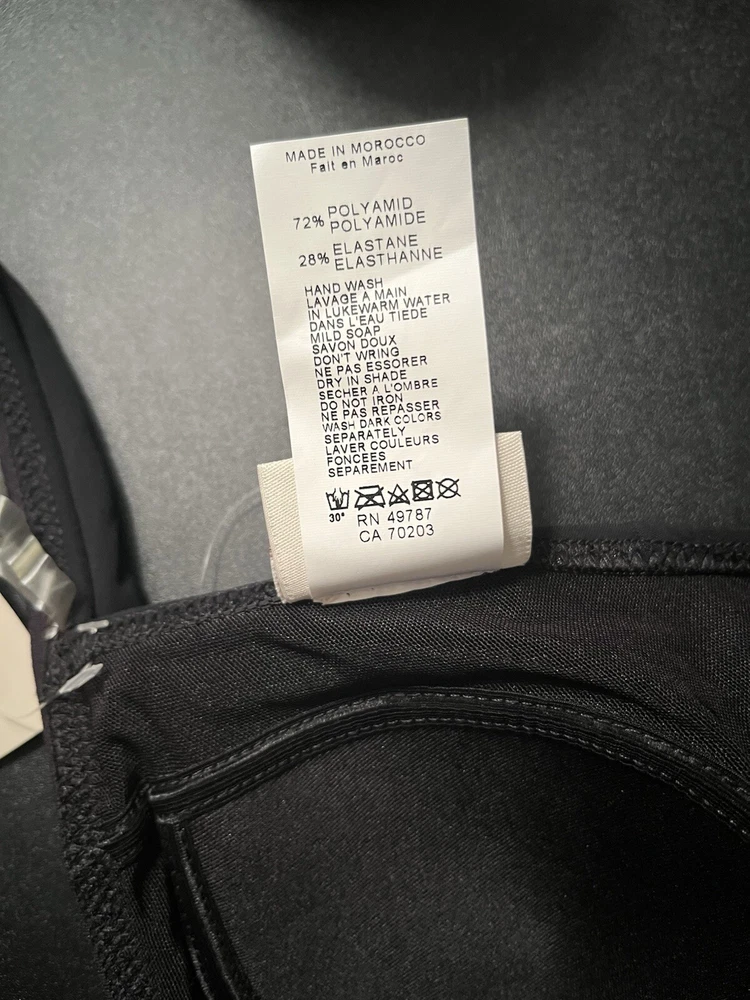 MADE IN MOROCCO
Fait en Maroc
72% POLYAMID
POLYAMIDE
28% ELASTANE
ELASTHANNE
HAND WASH
LAVAGE A MAIN
IN LUKEWARM WATER
DANS L'EAU TIEDE
MILD SOAP
SAVON DOUX
DON'T WRING
NE PAS ESSORER
DRY IN SHADE
SECHER A L'OMBRE
DO NOT IRON
NE PAS REPASSER
WASH DARK COLORS
SEPARATELY
LAVER COULEURS
FONCEES
SEPAREMENT
30°
RN 49787
CA 70203